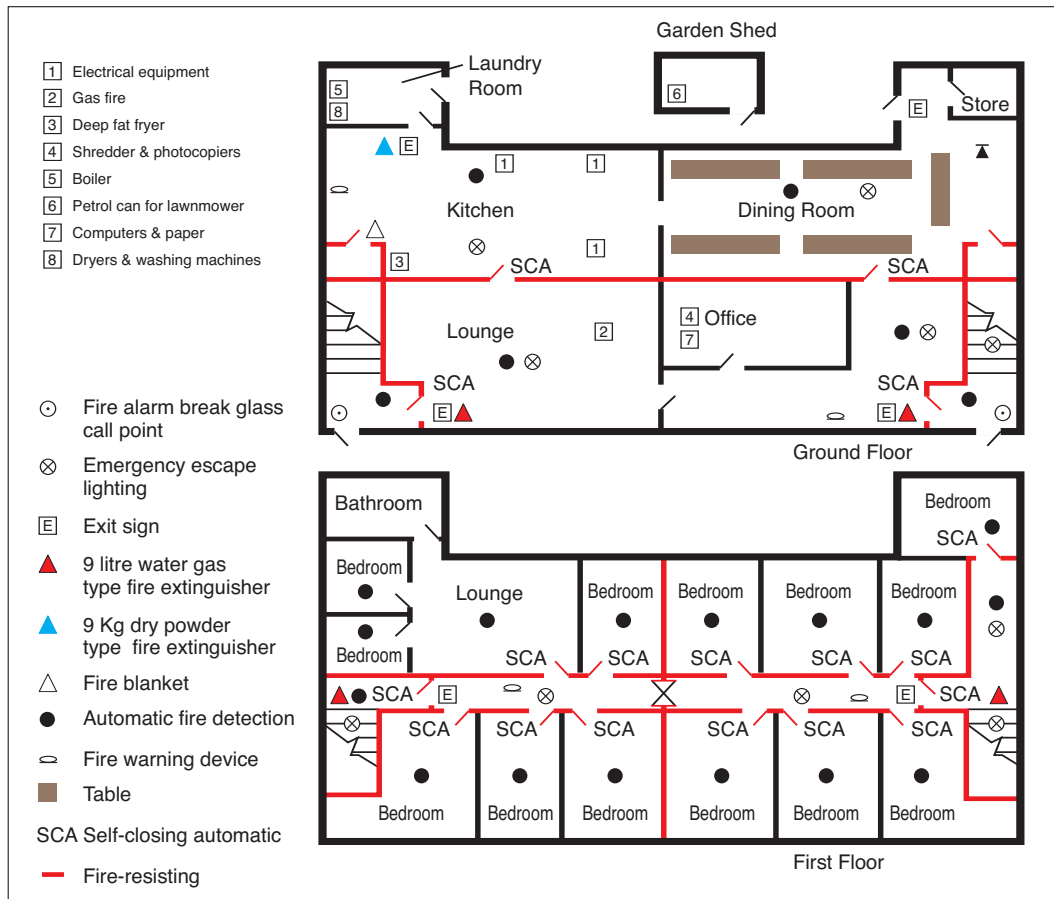 1 Electrical equipment
2 Gas fire
3 Deep fat fryer
4 Shredder & photocopiers
5 Boiler
6 Petrol can for lawnmower
7 Computers & paper
8 Dryers & washing machines
Fire alarm break glass
call point
Emergency escape
lighting
E Exit sign
9 litre water gas
type fire extinguisher
9 Kg dry powder
type fire extinguisher
Fire blanket
Automatic fire detection
Fire warning device
Table
SCA Self-closing automatic
Fire-resisting
Garden Shed
6
Laundry
Room
5
8
E
Store
E
1
1
Kitchen
Dining Room
1
3
SCA
SCA
Lounge
2
4 Office
7
SCA
E
SCA
E
Ground Floor
Bathroom
Bedroom
SCA
Bedroom
Lounge
Bedroom
Bedroom
Bedroom
Bedroom
Bedroom
SCA
SCA
SCA
SCA
SCA
SCA
E
E
SCA
SCA
SCA
SCA
SCA
SCA
SCA
Bedroom
Bedroom
Bedroom
Bedroom
Bedroom
Bedroom
First Floor